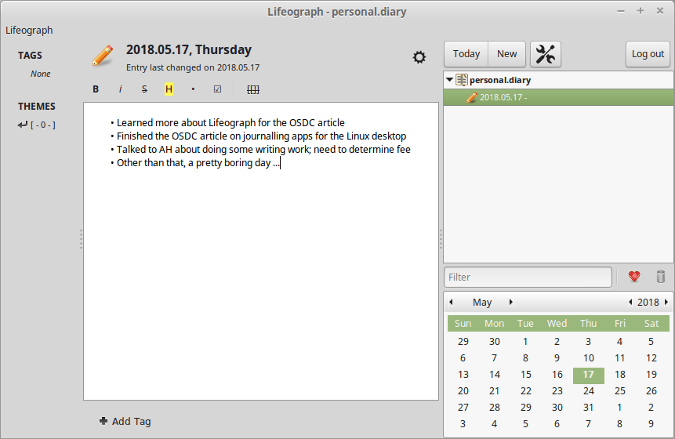 Lifeograph - personal.diary
Lifeograph
TAGS
None
THEMES
[ - 0 - ]
2018.05.17, Thursday
Entry last changed on 2018.05.17
B i S H • ☑
• Learned more about Lifeograph for the OSDC article
• Finished the OSDC article on journalling apps for the Linux desktop
• Talked to AH about doing some writing work; need to determine fee
• Other than that, a pretty boring day ...
Add Tag
Today New Log out
personal.diary
2018.05.17 -
Filter
May 2018
Sun Mon Tue Wed Thu Fri Sat
29 30 1 2 3 4 5
6 7 8 9 10 11 12
13 14 15 16 17 18 19
20 21 22 23 24 25 26
27 28 29 30 31 1 2
3 4 5 6 7 8 9